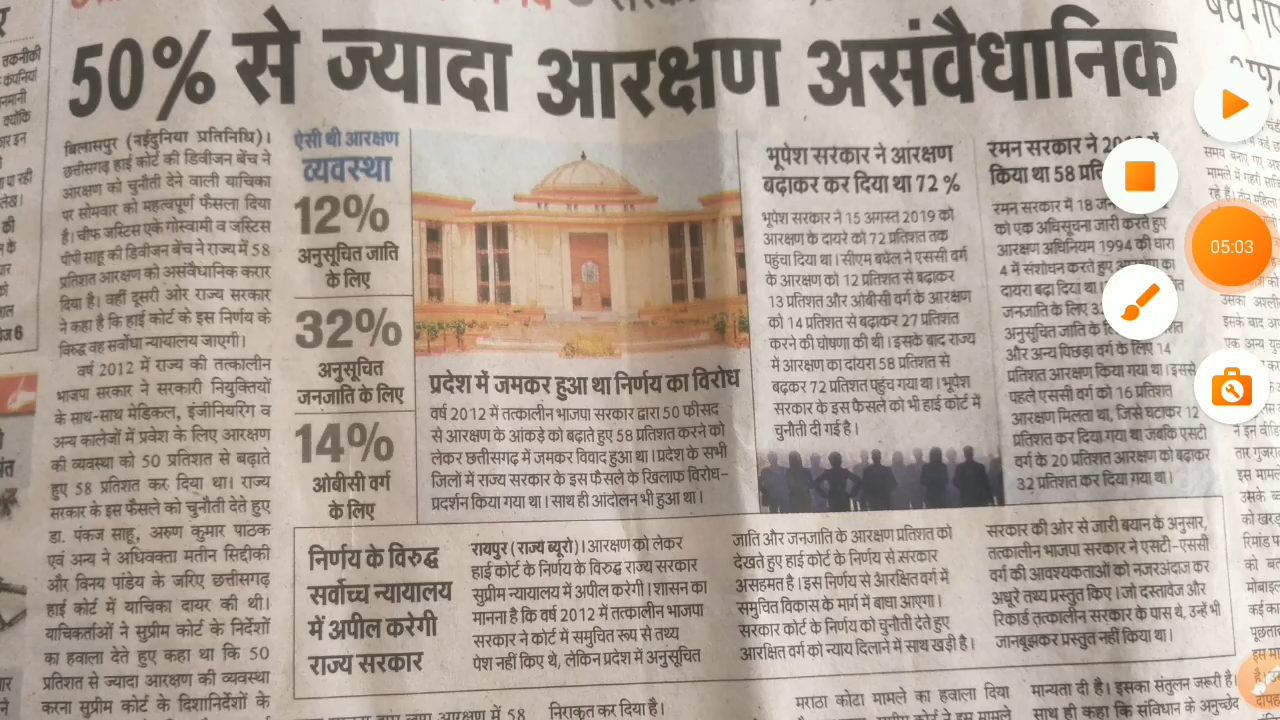 50% से ज्यादा आरक्षण असंवैधानिक
बिलासपुर (नईदुनिया प्रतिनिधि)।
छत्तीसगढ़ हाई कोर्ट की डिवीजन बेंच ने
आरक्षण को चुनौती देने वाली याचिका
पर सोमवार को महत्वपूर्ण फैसला दिया
है। चीफ जस्टिस एके गोस्वामी व जस्टिस
पीपी साहू की डिवीजन बेंच ने राज्य में 58
प्रतिशत आरक्षण को असंवैधानिक करार
दिया है। वहीं दूसरी ओर राज्य सरकार
ने कहा है कि हाई कोर्ट के इस निर्णय के
विरुद्ध वह सर्वोच्च न्यायालय जाएगी।
वर्ष 2012 में राज्य की तत्कालीन
भाजपा सरकार ने सरकारी नियुक्तियों
के साथ-साथ मेडिकल, इंजीनियरिंग व
अन्य कालेजों में प्रवेश के लिए आरक्षण
की व्यवस्था को 50 प्रतिशत से बढ़ाते
हुए 58 प्रतिशत कर दिया था। राज्य
सरकार के इस फैसले को चुनौती देते हुए
डा. पंकज साहू, अरुण कुमार पाठक
एवं अन्य ने अधिवक्ता मतीन सिद्दीकी
और विनय पांडेय के जरिए छत्तीसगढ़
हाई कोर्ट में याचिका दायर की थी।
याचिकर्ताओं ने सुप्रीम कोर्ट के निर्देशों
का हवाला देते हुए कहा था कि 50
प्रतिशत से ज्यादा आरक्षण की व्यवस्था
करना सुप्रीम कोर्ट के दिशानिर्देशों के
ऐसी थी आरक्षण
व्यवस्था
12%
अनुसूचित जाति
के लिए
32%
अनुसूचित
जनजाति के लिए
14%
ओबीसी वर्ग
के लिए
प्रदेश में जमकर हुआ था निर्णय का विरोध
वर्ष 2012 में तत्कालीन भाजपा सरकार द्वारा 50 फीसद
से आरक्षण के आंकड़े को बढ़ाते हुए 58 प्रतिशत करने को
लेकर छत्तीसगढ़ में जमकर विवाद हुआ था। प्रदेश के सभी
जिलों में राज्य सरकार के इस फैसले के खिलाफ विरोध-
प्रदर्शन किया गया था। साथ ही आंदोलन भी हुआ था।
भूपेश सरकार ने आरक्षण
बढ़ाकर कर दिया था 72 %
भूपेश सरकार ने 15 अगस्त 2019 को
आरक्षण के दायरे को 72 प्रतिशत तक
पहुंचा दिया था। सीएम बघेल ने एससी वर्ग
के आरक्षण को 12 प्रतिशत से बढ़ाकर
13 प्रतिशत और ओबीसी वर्ग के आरक्षण
को 14 प्रतिशत से बढ़ाकर 27 प्रतिशत
करने की घोषणा की थी। इसके बाद राज्य
में आरक्षण का दायंरा 58 प्रतिशत से
बढ़कर 72 प्रतिशत पहुंच गया था। भूपेश
सरकार के इस फैसले को भी हाई कोर्ट में
चुनौती दी गई है।
रमन सरकार ने में
किया था 58
रमन सरकार में 18
को एक अधिसूचना जारी करते हुए
आरक्षण अधिनियम 1994 की धारा
4 में संशोधन करते हुए आरक्षण का
दायरा बढ़ा दिया था।
जनजाति के लिए
अनुसूचित जाति के
और अन्य पिछड़ा वर्ग के लिए 14
प्रतिशत आरक्षण किया गया था। इससे
पहले एससी वर्ग को 16 प्रतिशत
आरक्षण मिलता था, जिसे घटाकर 12
प्रतिशत कर दिया गया था जबकि एसटी
वर्ग के 20 प्रतिशत आरक्षण को बढ़ाकर
32 प्रतिशत कर दिया गया था।
निर्णय के विरुद्ध
सर्वोच्च न्यायालय
में अपील करेगी
राज्य सरकार
रायपुर (राज्य ब्यूरो)। आरक्षण को लेकर
हाई कोर्ट के निर्णय के विरुद्ध राज्य सरकार
सुप्रीम न्यायालय में अपील करेगी। शासन का
मानना है कि वर्ष 2012 में तत्कालीन भाजपा
सरकार ने कोर्ट में समुचित रूप से तथ्य
पेश नहीं किए थे, लेकिन प्रदेश में अनुसूचित
जाति और जनजाति के आरक्षण प्रतिशत को
देखते हुए हाई कोर्ट के निर्णय से सरकार
असहमत है। इस निर्णय से आरक्षित वर्ग में
समुचित विकास के मार्ग में बाधा आएगा।
सरकार कोर्ट के निर्णय को चुनौती देते हुए
आरक्षित वर्ग को न्याय दिलाने में साथ खड़ी है।
सरकार की ओर से जारी बयान के अनुसार,
तत्कालीन भाजपा सरकार ने एसटी-एससी
वर्ग की आवश्यकताओं को नजरअंदाज कर
अधूरे तथ्य प्रस्तुत किए। जो दस्तावेज और
रिकार्ड तत्कालीन सरकार के पास थे, उन्हें भी
जानबूझकर प्रस्तुत नहीं किया था।
आरक्षण में 58
निराकृत कर दिया है।
मराठा कोटा मामले का हवाला दिया
मान्यता दी है। इसका संतुलन जरूरी है।
साथ ही कहा कि संविधान के अनुच्छेद
05:03